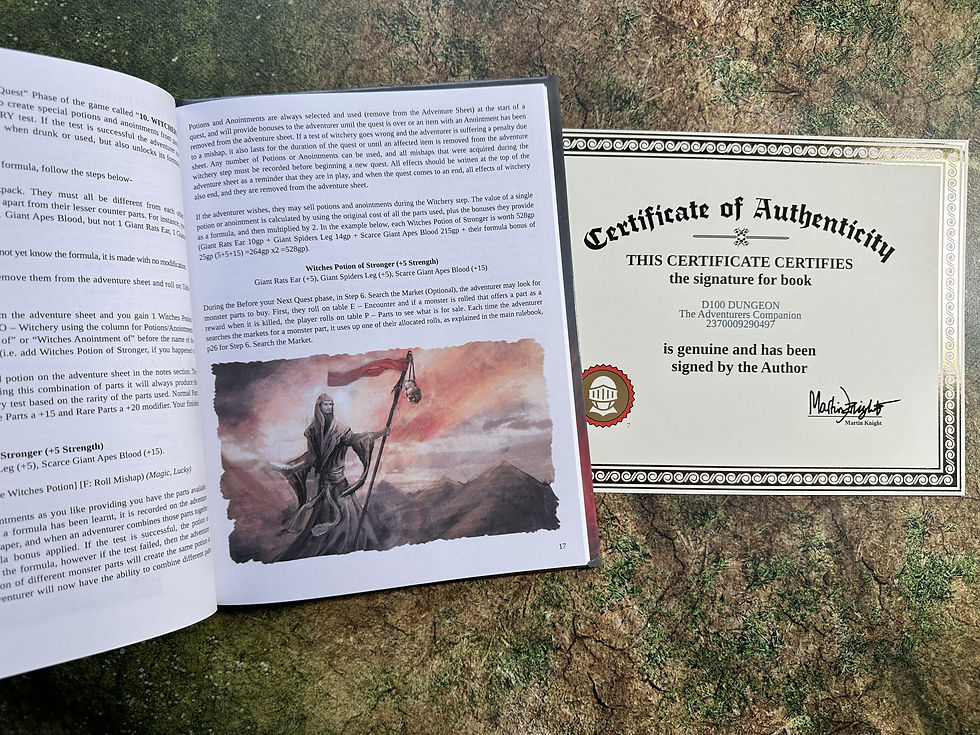 Quest" Phase of the game called "10. WITCHER
create special potions and anointments from
RY test. If the test is successful the adventure
when drunk or used, but also unlocks its form
formula, follow the steps below-
pack. They must all be different from each
apart from their lesser counter parts. For instance
Giant Apes Blood, but not 1 Giant Rats Ear, 1 Gia
not yet know the formula, it is made with no modification
emove them from the adventure sheet and roll on Table
m the adventure sheet and you gain 1 Witches Potion
O – Witchery using the column for Potions/Anointments
of" or "Witches Anointment of" before the name of the
(i.e. add Witches Potion of Stronger, if you happened to
potion on the adventure sheet in the notes section. The
ing this combination of parts it will always produce the
ry test based on the rarity of the parts used. Normal Par
e Parts a +15 and Rare Parts a +20 modifier. Your finished
Stronger (+5 Strength)
Leg (+5), Scarce Giant Apes Blood (+15).
e Witches Potion] [F: Roll Mishap) (Magic, Lucky)
ntments as you like providing you have the parts available
a formula has been learnt, it is recorded on the adventure
aper, and when an adventurer combines those parts together
la bonus applied. If the test is successful, the potion is
the formula, however if the test failed, then the adventure
on of different monster parts will create the same potion
venturer will now have the ability to combine different parts
Potions and Anointments are always selected and used (remove from the Adventure Sheet) at the start of a
quest, and will provide bonuses to the adventurer until the quest is over or an item with an Anointment has been
removed from the adventure sheet. If a test of witchery goes wrong and the adventurer is suffering a penalty due
to a mishap, it also lasts for the duration of the quest or until an affected item is removed from the adventure
sheet. Any number of Potions or Anointments can be used, and all mishaps that were acquired during the
witchery step must be recorded before beginning a new quest. All effects should be written at the top of the
adventure sheet as a reminder that they are in play, and when the quest comes to an end, all effects of witchery
also end, and they are removed from the adventure sheet.
If the adventurer wishes, they may sell potions and anointments during the Witchery step. The value of a single
potion or anointment is calculated by using the original cost of all the parts used, plus the bonuses they provide
as a formula, and then multiplied by 2. In the example below, each Witches Potion of Stronger is worth 528gp
(Giant Rats Ear 10gp + Giant Spiders Leg 14gp + Scarce Giant Apes Blood 215gp + their formula bonus of
25gp (5+5+15) =264gp x2 =528gp).
Witches Potion of Stronger (+5 Strength)
Giant Rats Ear (+5), Giant Spiders Leg (+5), Scarce Giant Apes Blood (+15)
During the Before your Next Quest phase, in Step 6. Search the Market (Optional), the adventurer may look for
monster parts to buy. First, they roll on table E – Encounter and if a monster is rolled that offers a part as a
reward when it is killed, the player rolls on table P – Parts to see what is for sale. Each time the adventurer
searches the markets for a monster part, it uses up one of their allocated rolls, as explained in the main rulebook,
p26 for Step 6. Search the Market.
17
Certificate of Authenticity
THIS CERTIFICATE CERTIFIES
the signature for book
D100 DUNGEON
The Adventurers Companion
2370009290497
is genuine and has been
signed by the Author
Martin Knight
Martin Knight
7